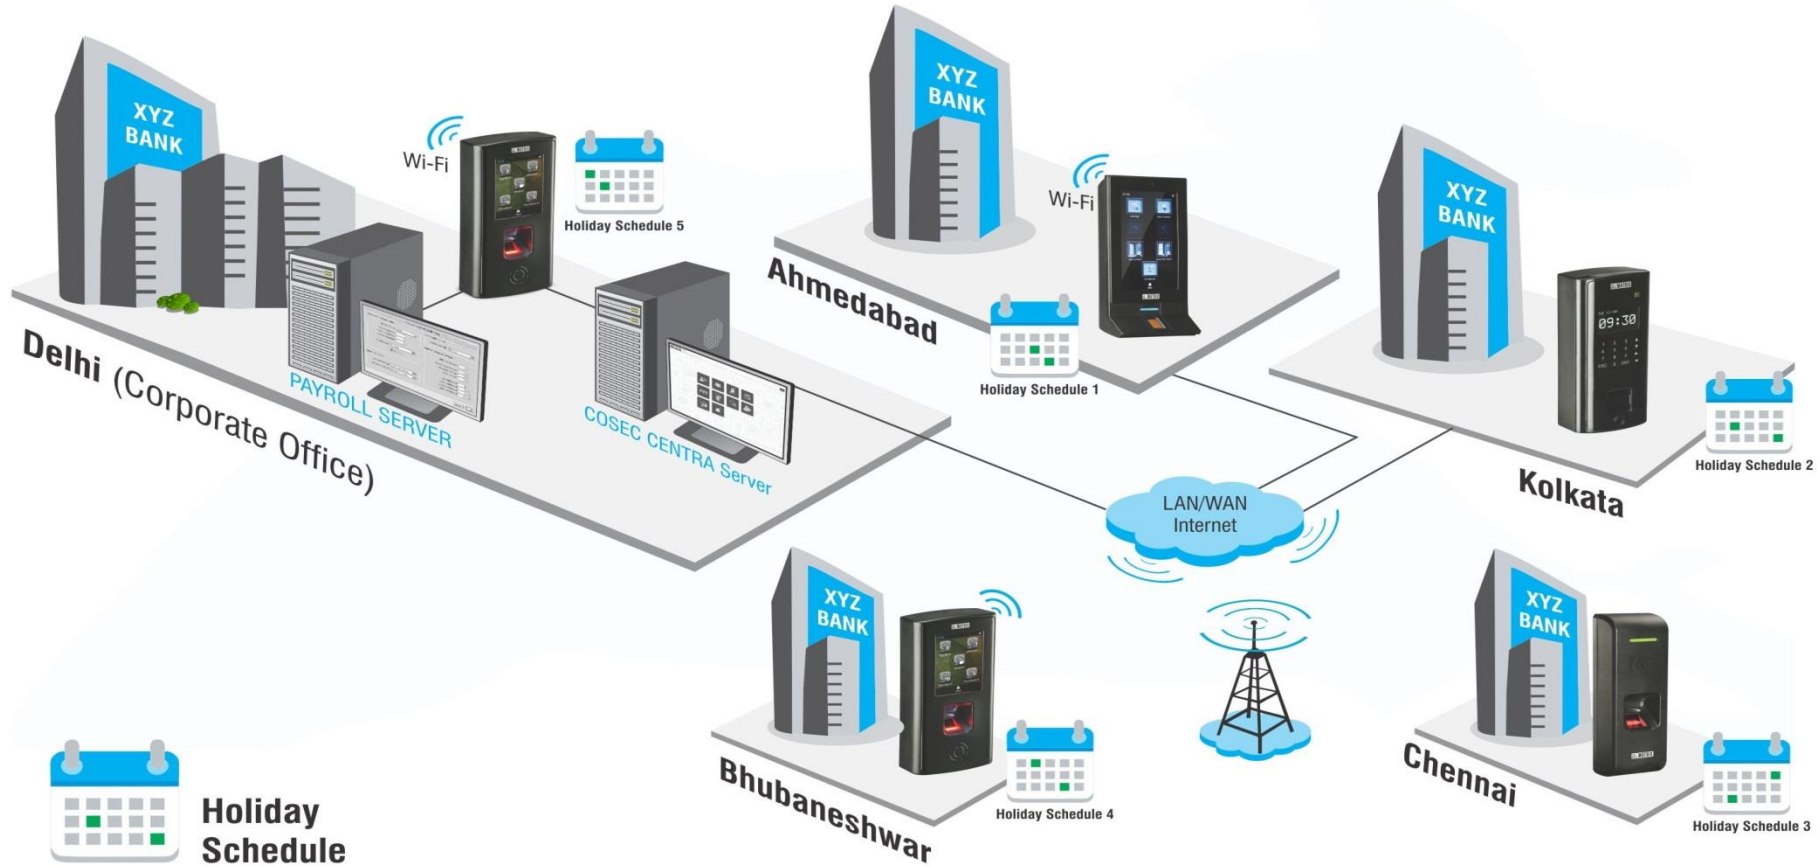 XYZ
BANK
Wi-Fi
Holiday Schedule 5
PAYROLL SERVER
COSEC CENTRA Server
Delhi (Corporate Office)
XYZ
BANK
Wi-Fi
Ahmedabad
Holiday Schedule 1
XYZ
BANK
09:30
Kolkata
Holiday Schedule 2
LAN/WAN
Internet
XYZ
BANK
Bhubaneshwar
Holiday Schedule 4
XYZ
BANK
Chennai
Holiday Schedule 3
Holiday
Schedule